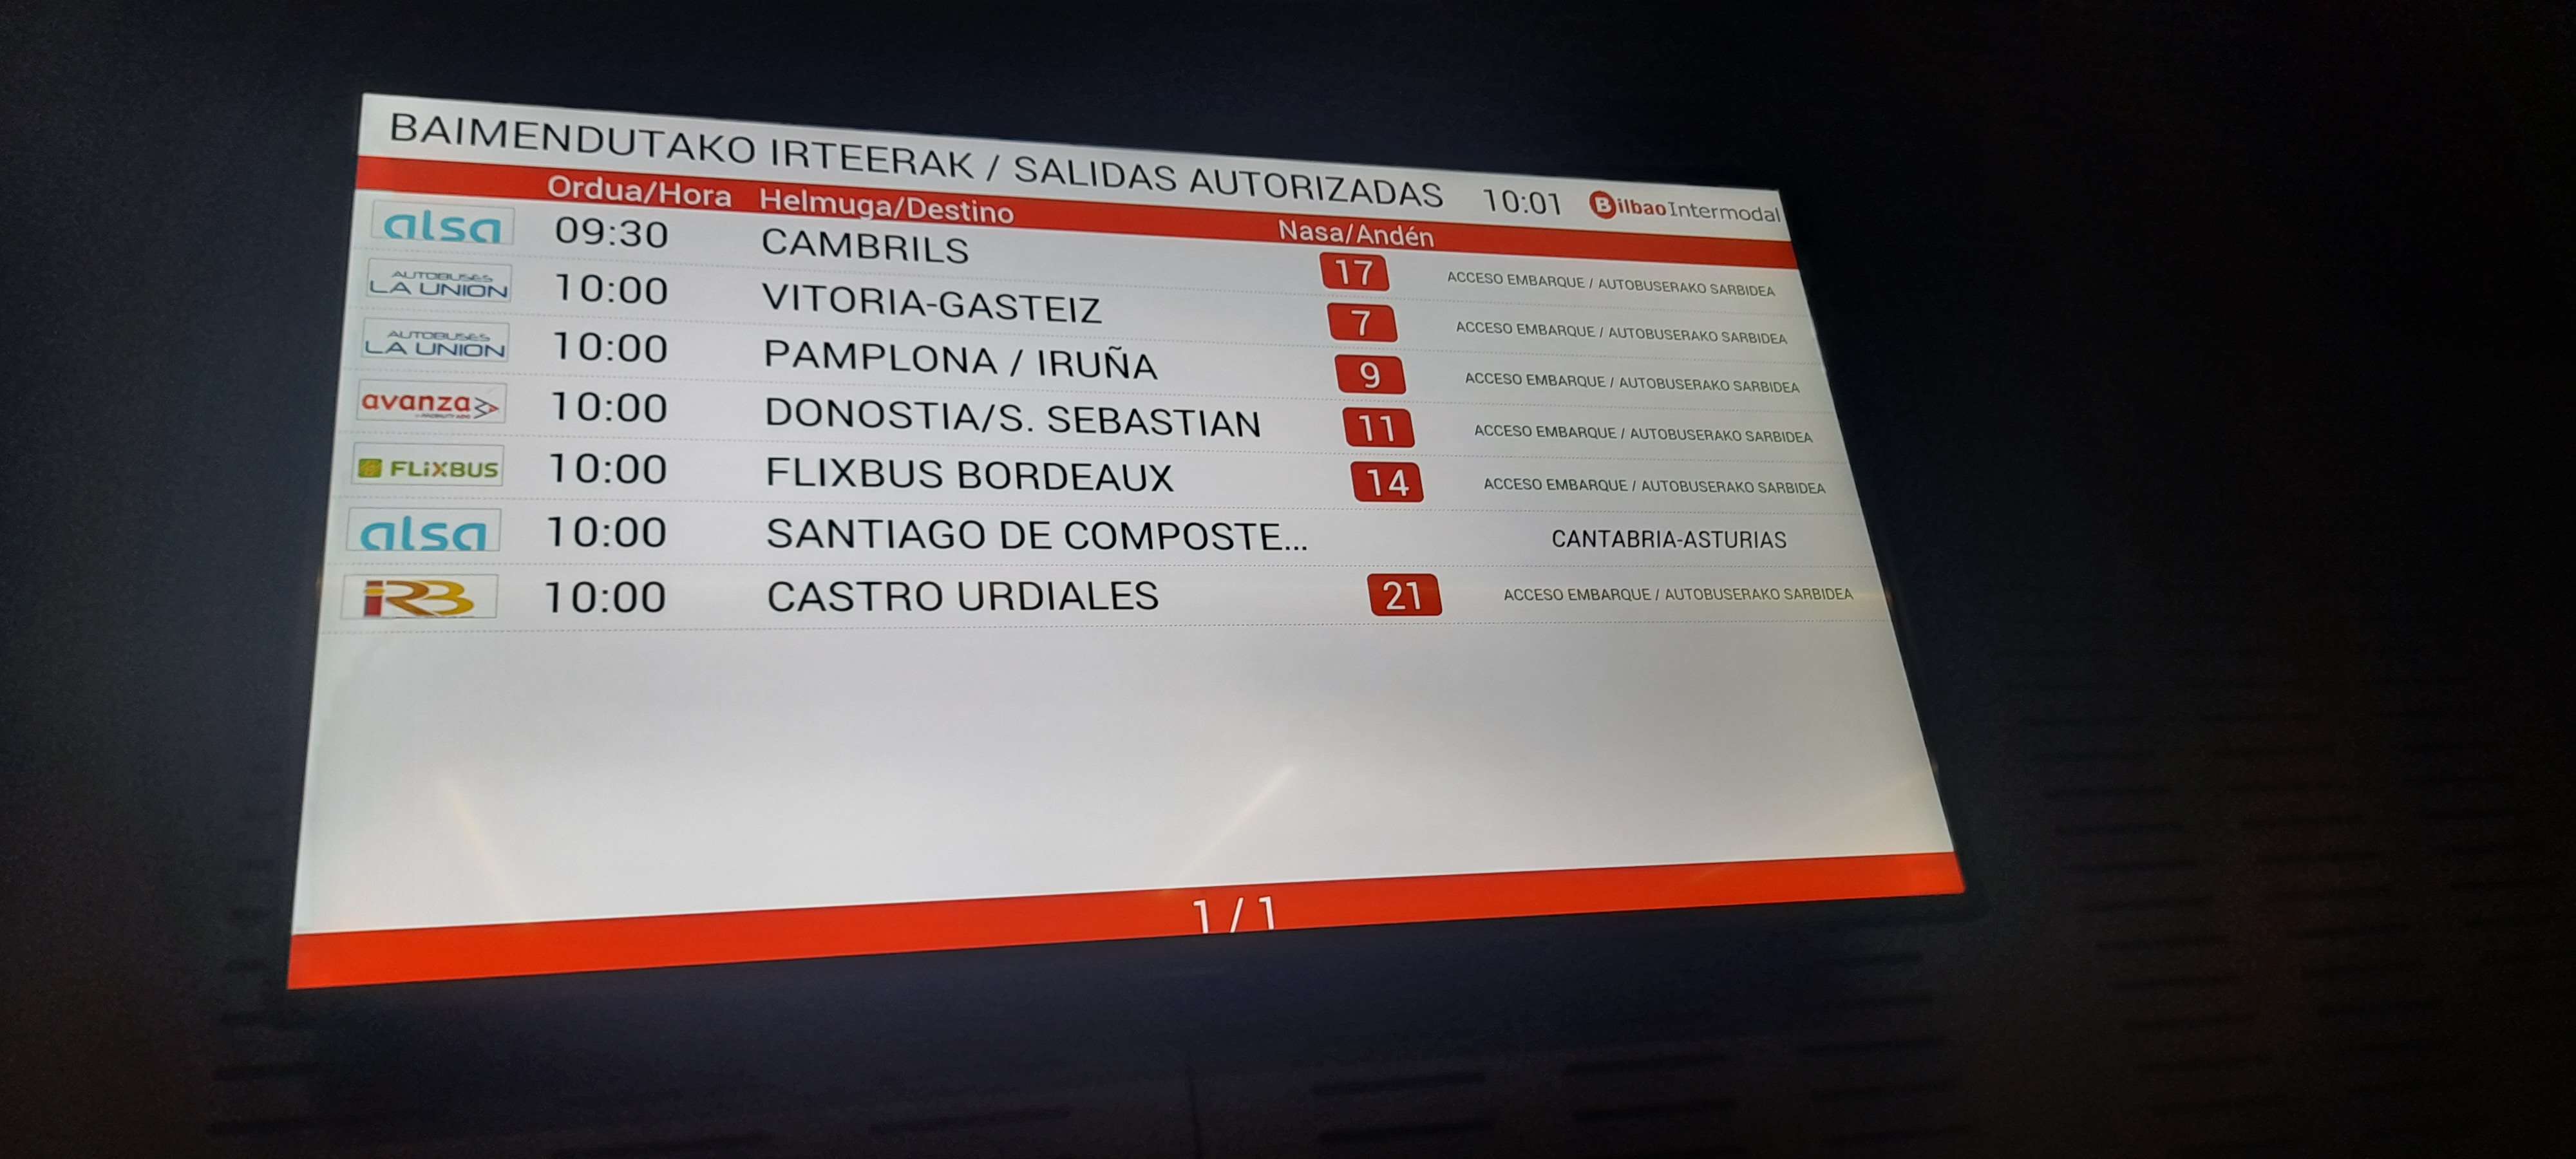 BAIMENDUTAKO IRTEERAK / SALIDAS AUTORIZADAS 10:01 BilbaoIntermodal
Ordua/Hora Helmuga/Destino Nasa/Andén
alsa 09:30 CAMBRILS 17 ACCESO EMBARQUE / AUTOBUSERAKO SARBIDEA
AUTOBUSES LA UNION 10:00 VITORIA-GASTEIZ 7 ACCESO EMBARQUE / AUTOBUSERAKO SARBIDEA
AUTOBUSES LA UNION 10:00 PAMPLONA / IRUÑA 9 ACCESO EMBARQUE / AUTOBUSERAKO SARBIDEA
avanza 10:00 DONOSTIA/S. SEBASTIAN 11 ACCESO EMBARQUE / AUTOBUSERAKO SARBIDEA
FLiXBUS 10:00 FLIXBUS BORDEAUX 14 ACCESO EMBARQUE / AUTOBUSERAKO SARBIDEA
alsa 10:00 SANTIAGO DE COMPOSTE... CANTABRIA-ASTURIAS
iRB 10:00 CASTRO URDIALES 21 ACCESO EMBARQUE / AUTOBUSERAKO SARBIDEA
1 / 1